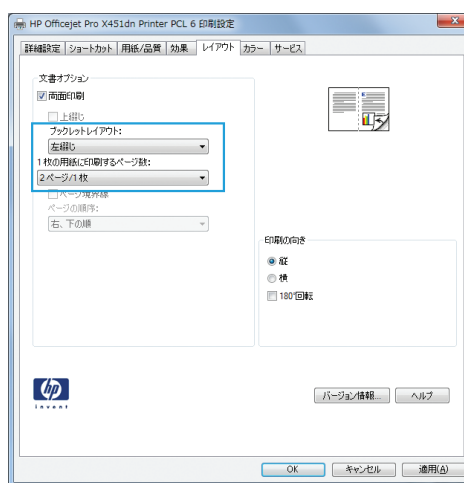 HP Officejet Pro X451dn Printer PCL 6 印刷設定
詳細設定 ショートカット 用紙/品質 効果 レイアウト カラー サービス
文書オプション
両面印刷
上綴じ
ブックレットレイアウト:
左綴じ
1枚の用紙に印刷するページ数:
2ページ/1枚
ページ境界線
ページの順序:
右、下の順
印刷の向き
縦
横
180°回転
hp
invent
バージョン情報... ヘルプ
OK キャンセル 適用(A)